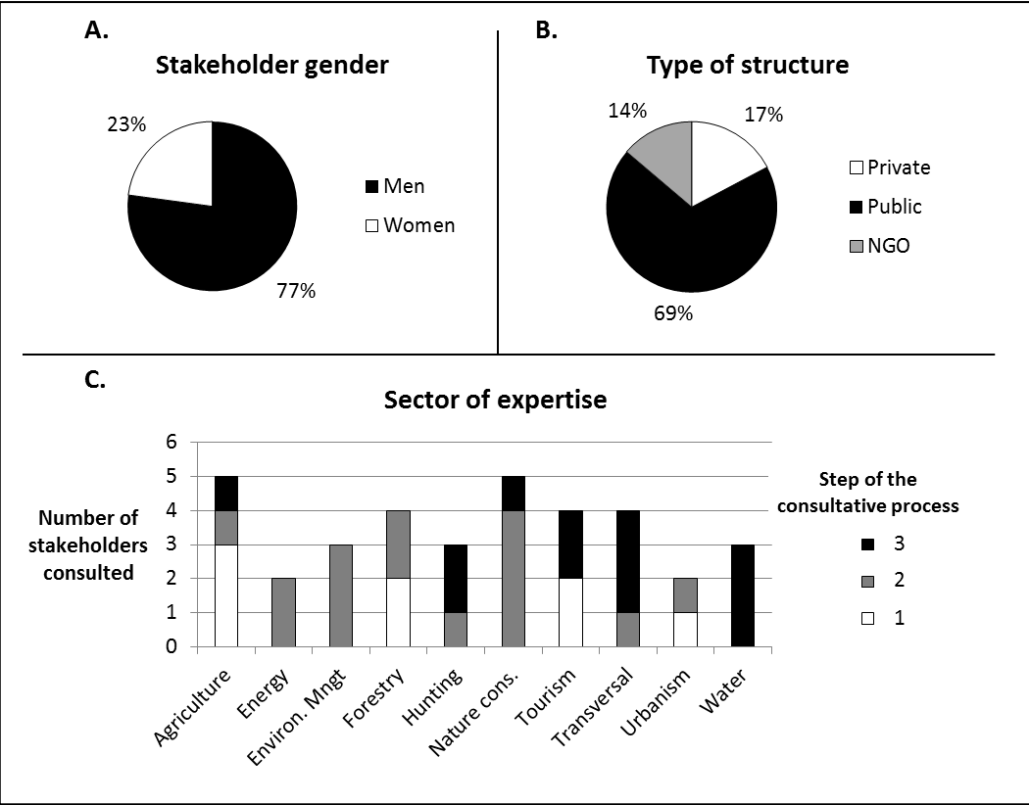 A.
Stakeholder gender
23%
77%
Men
Women
B.
Type of structure
14%
17%
69%
Private
Public
NGO
C.
Sector of expertise
Number of
stakeholders
consulted
6
5
4
3
2
1
0
Agriculture
Energy
Environ. Mngt
Forestry
Hunting
Nature cons.
Tourism
Transversal
Urbanism
Water
Step of the
consultative process
3
2
1